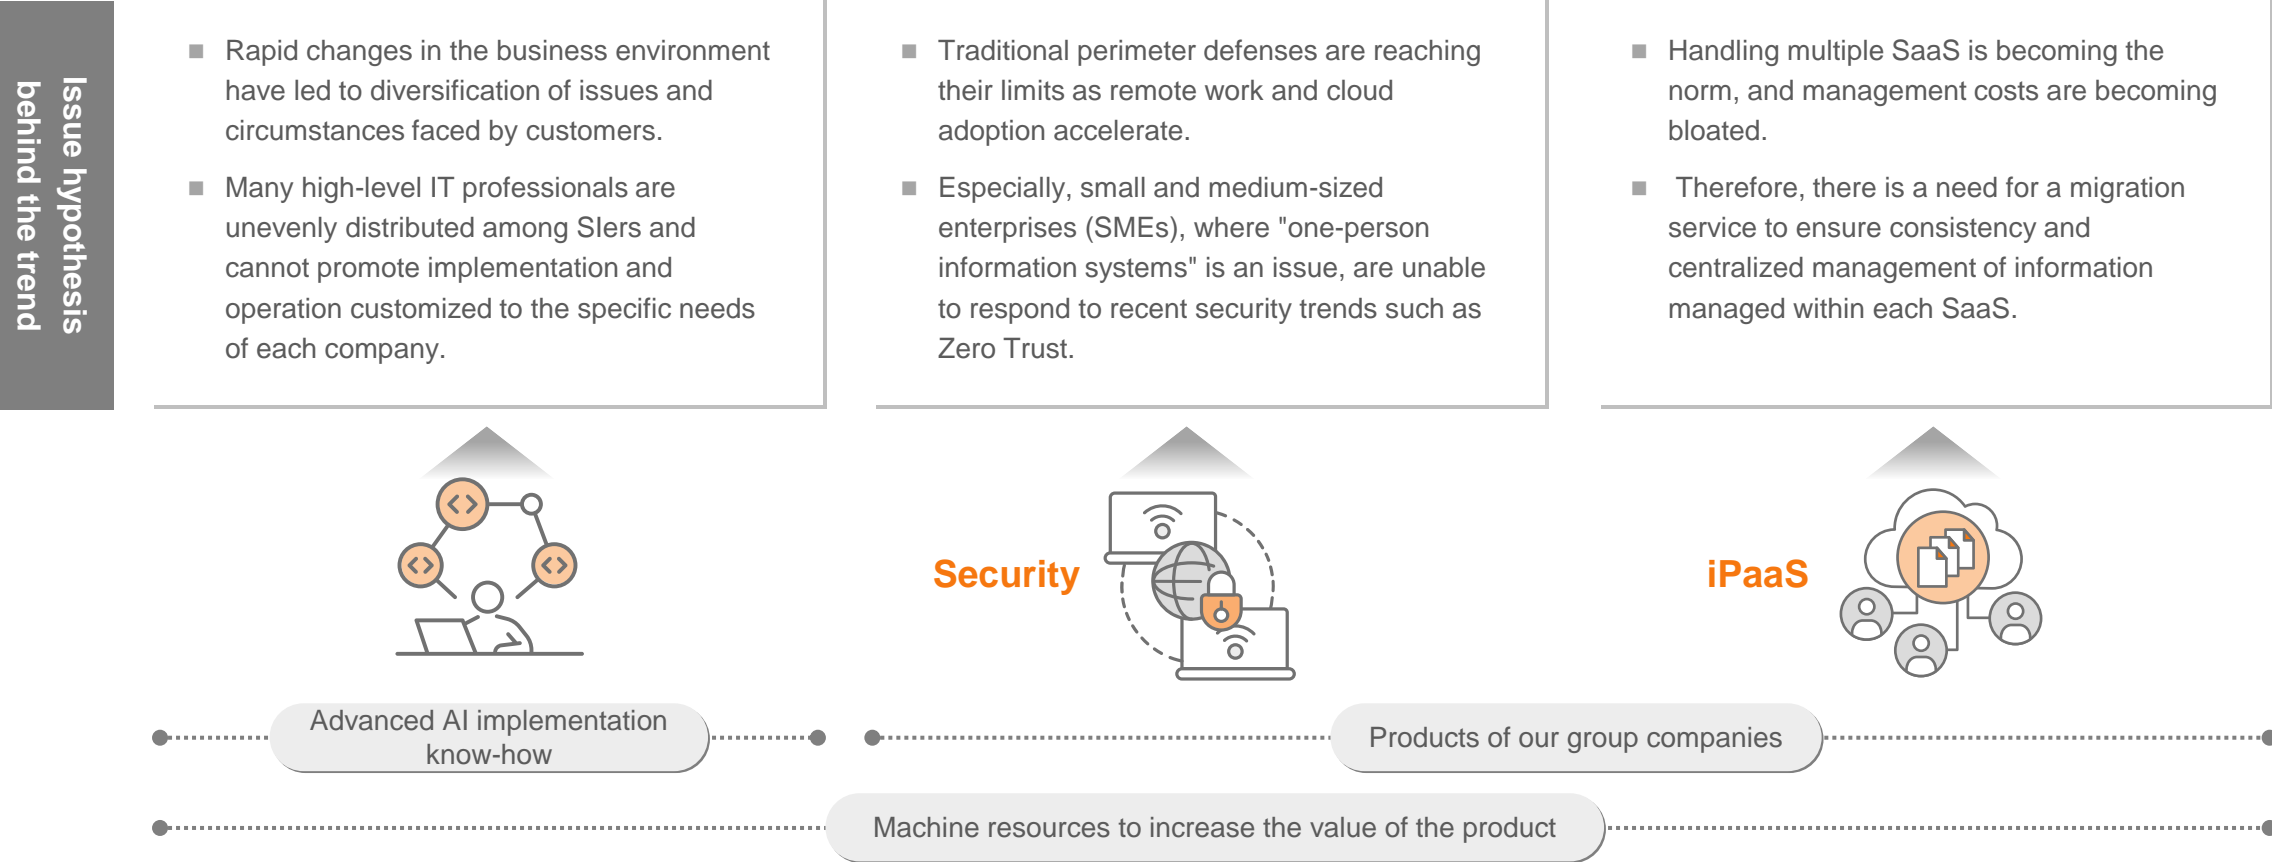 Issue hypothesis
behind the trend
Rapid changes in the business environment
have led to diversification of issues and
circumstances faced by customers.
Many high-level IT professionals are
unevenly distributed among SIers and
cannot promote implementation and
operation customized to the specific needs
of each company.
Traditional perimeter defenses are reaching
their limits as remote work and cloud
adoption accelerate.
Especially, small and medium-sized
enterprises (SMEs), where "one-person
information systems" is an issue, are unable
to respond to recent security trends such as
Zero Trust.
Handling multiple SaaS is becoming the
norm, and management costs are becoming
bloated.
Therefore, there is a need for a migration
service to ensure consistency and
centralized management of information
managed within each SaaS.
Security
iPaaS
Advanced AI implementation
know-how
Products of our group companies
Machine resources to increase the value of the product